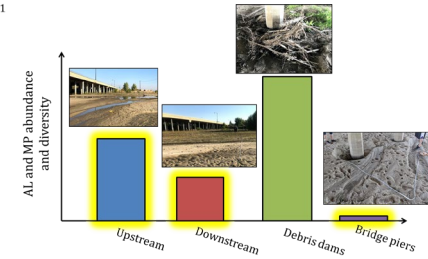 1
AL and MP abundance
and diversity
Upstream
Downstream
Debris dams
Bridge piers